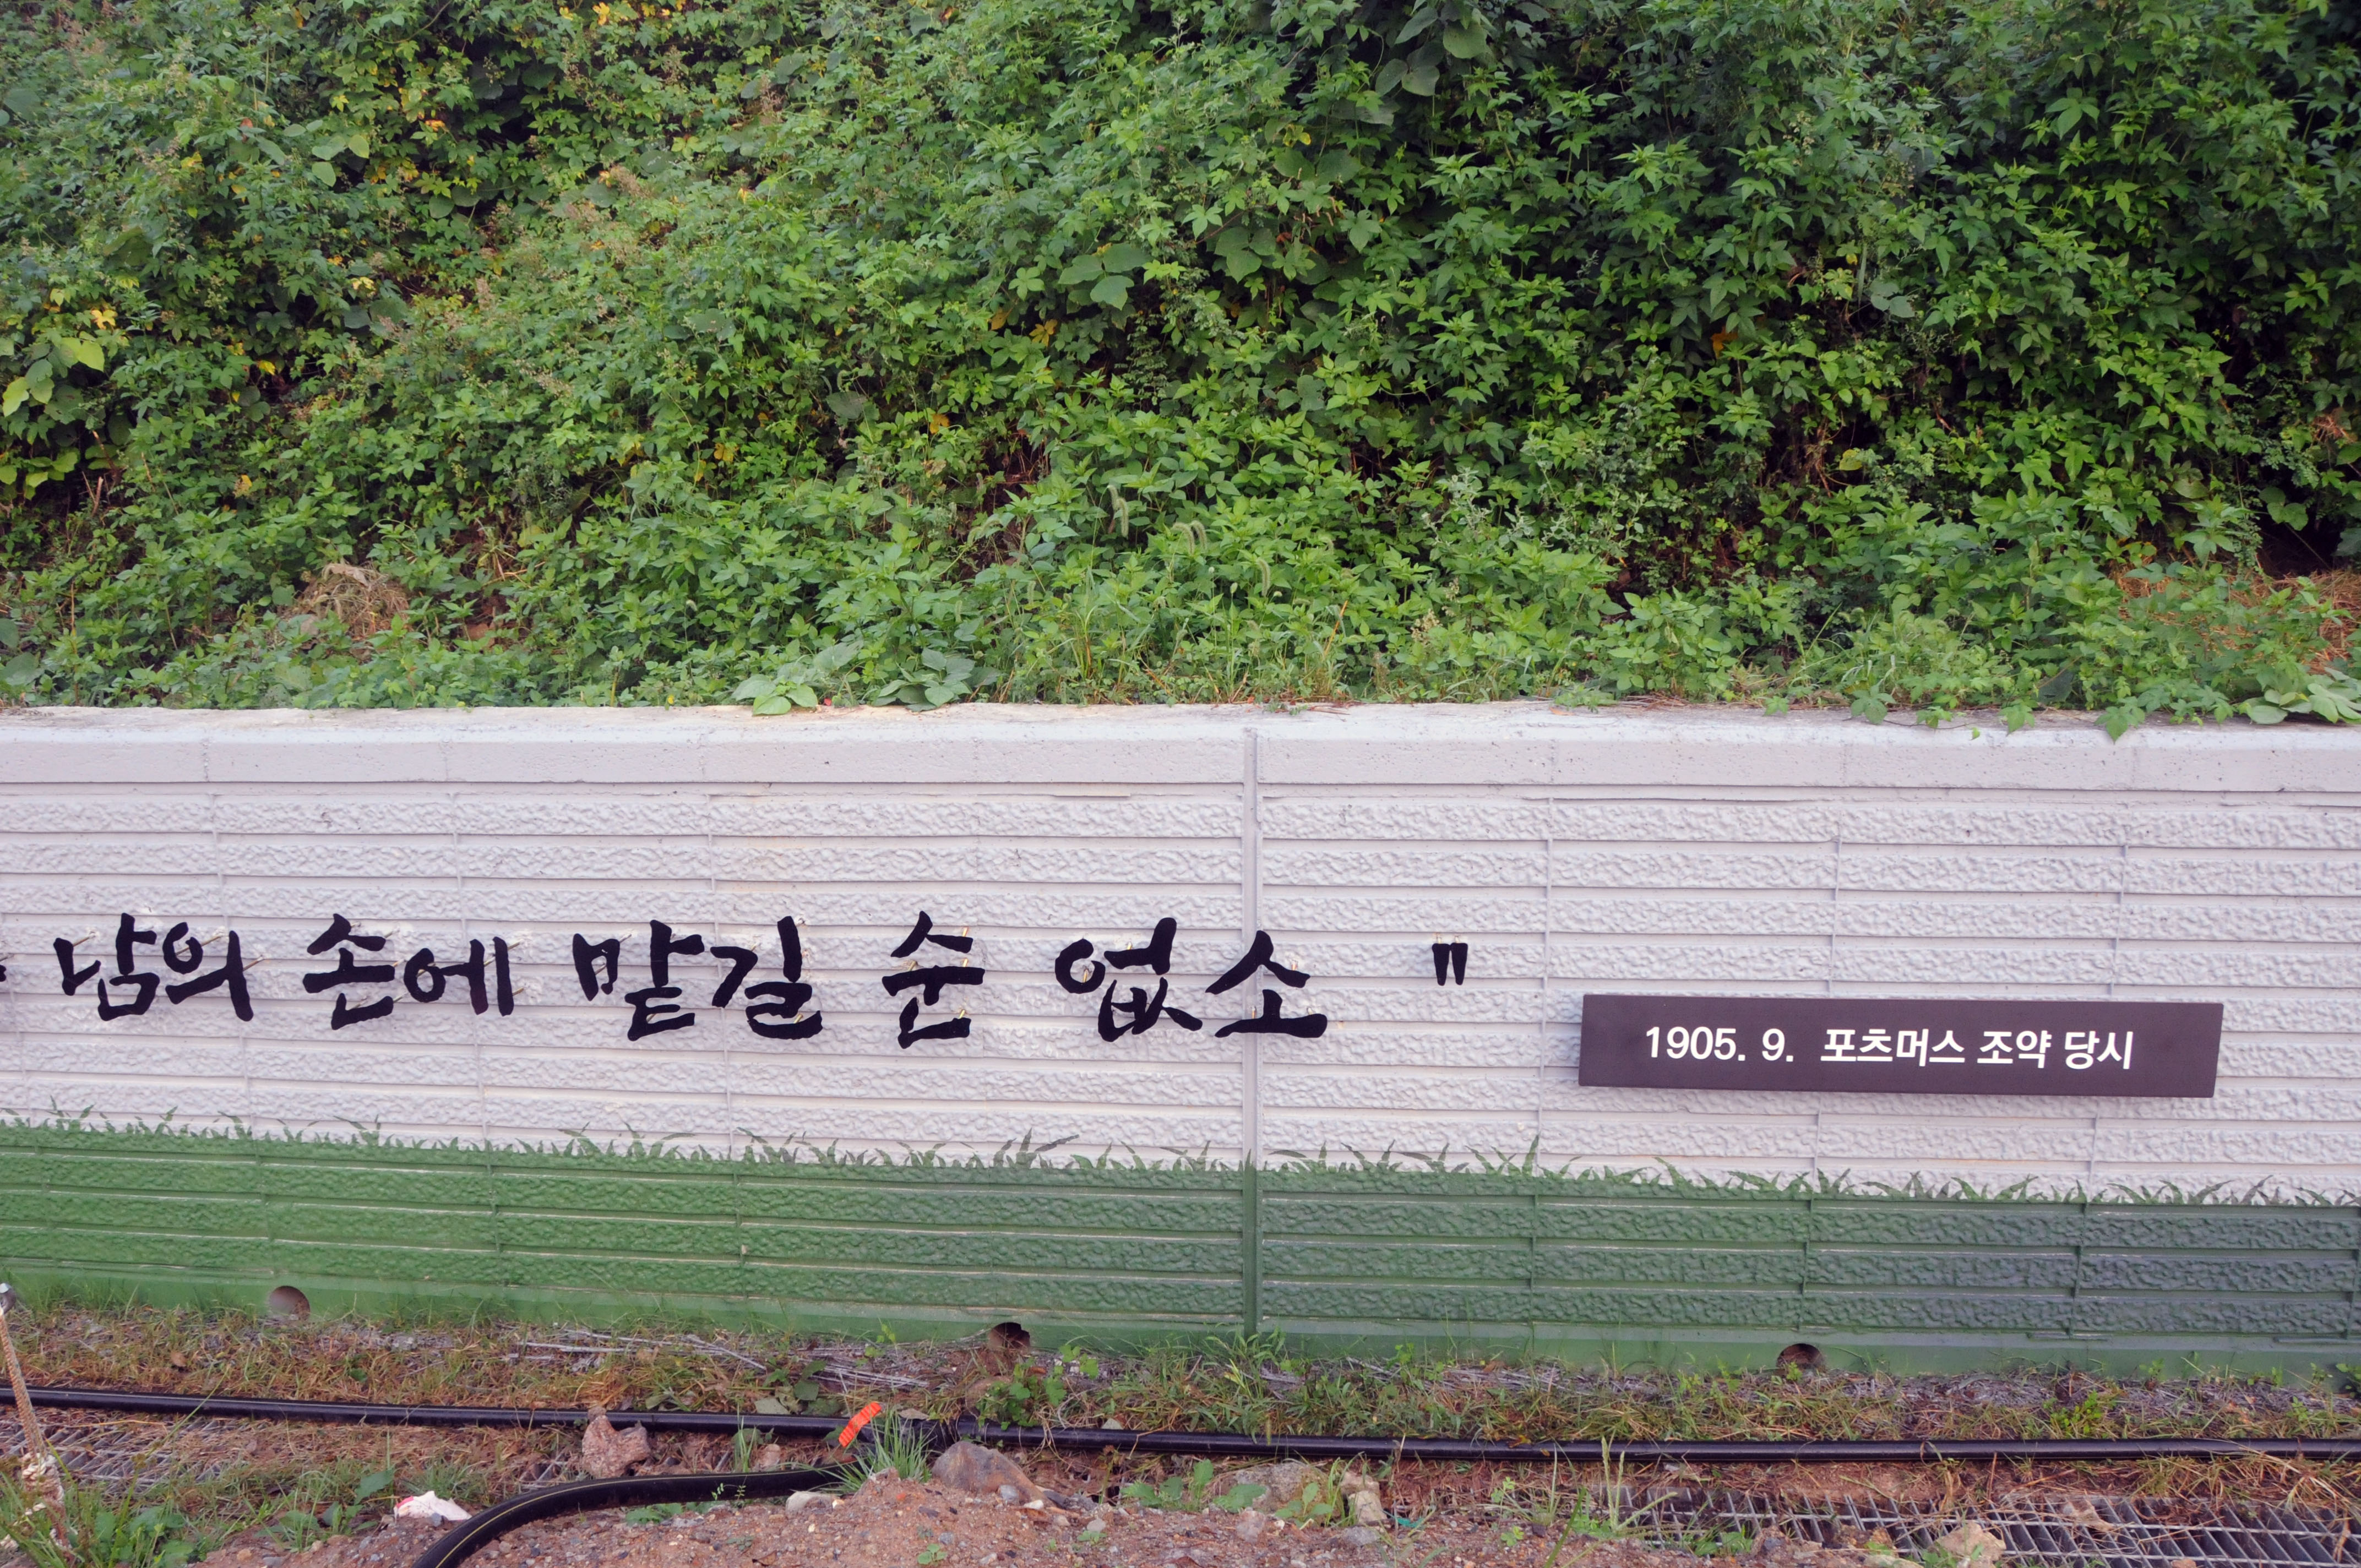 남의 손에 맡길 순 없소 "
1905. 9. 포츠머스 조약 당시